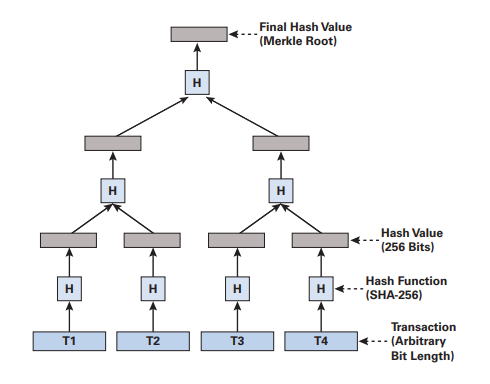 Final Hash Value
(Merkle Root)
H
H
H
Hash Value
(256 Bits)
H
H
H
H
Hash Function
(SHA-256)
T1
T2
T3
T4
Transaction
(Arbitrary
Bit Length)